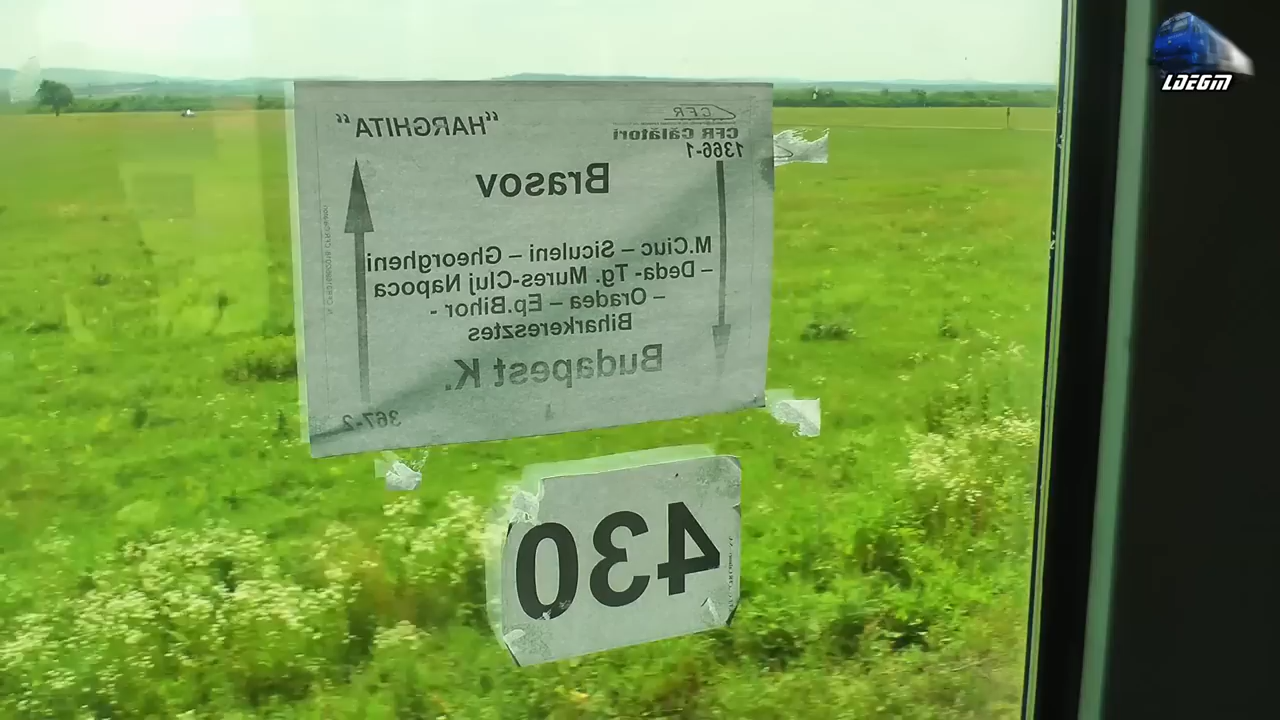 LDEGM
CFR
CFR Călători
1366-1
"HARGHITA"
Brasov
M.Ciuc – Siculeni – Gheorgheni
– Deda- Tg. Mures-Cluj Napoca
– Oradea – Ep.Bihor -
Biharkeresztes
Budapest K.
367-2
430